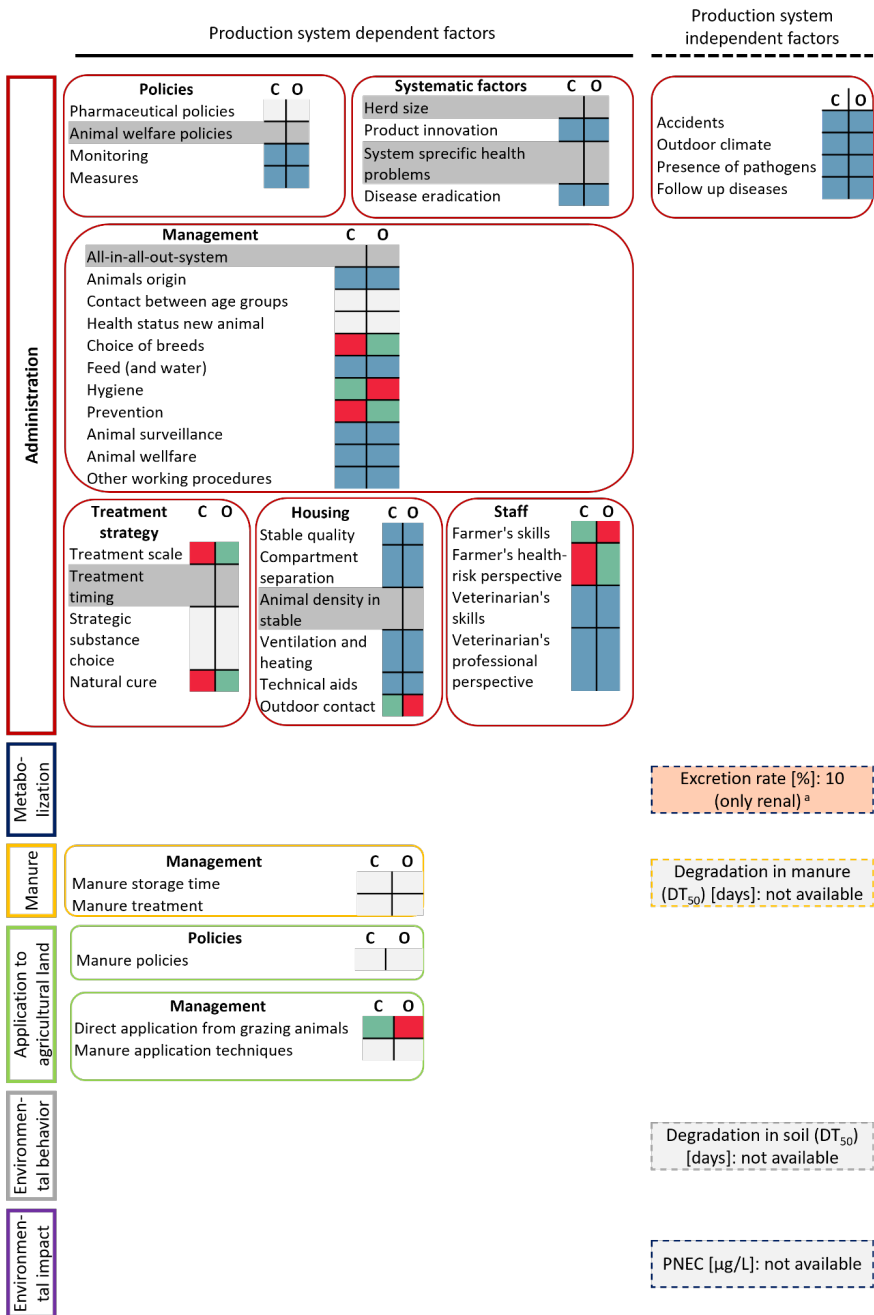 Production system dependent factors
Production system
independent factors
Administration
Policies
C O
Pharmaceutical policies
Animal welfare policies
Monitoring
Measures
Systematic factors
C O
Herd size
Product innovation
System sprecific health
problems
Disease eradication
C O
Accidents
Outdoor climate
Presence of pathogens
Follow up diseases
Management
C O
All-in-all-out-system
Animals origin
Contact between age groups
Health status new animal
Choice of breeds
Feed (and water)
Hygiene
Prevention
Animal surveillance
Animal wellfare
Other working procedures
Treatment
strategy
C O
Treatment scale
Treatment
timing
Strategic
substance
choice
Natural cure
Housing
C O
Stable quality
Compartment
separation
Animal density in
stable
Ventilation and
heating
Technical aids
Outdoor contact
Staff
C O
Farmer's skills
Farmer's health-
risk perspective
Veterinarian's
skills
Veterinarian's
professional
perspective
Metabo-
lization
Excretion rate [%]: 10
(only renal) a
Manure
Management
C O
Manure storage time
Manure treatment
Degradation in manure
(DT50) [days]: not available
Application to
agricultural land
Policies
C O
Manure policies
Management
C O
Direct application from grazing animals
Manure application techniques
Environmen-
tal behavior
Degradation in soil (DT50)
[days]: not available
Environmen-
tal impact
PNEC [µg/L]: not available